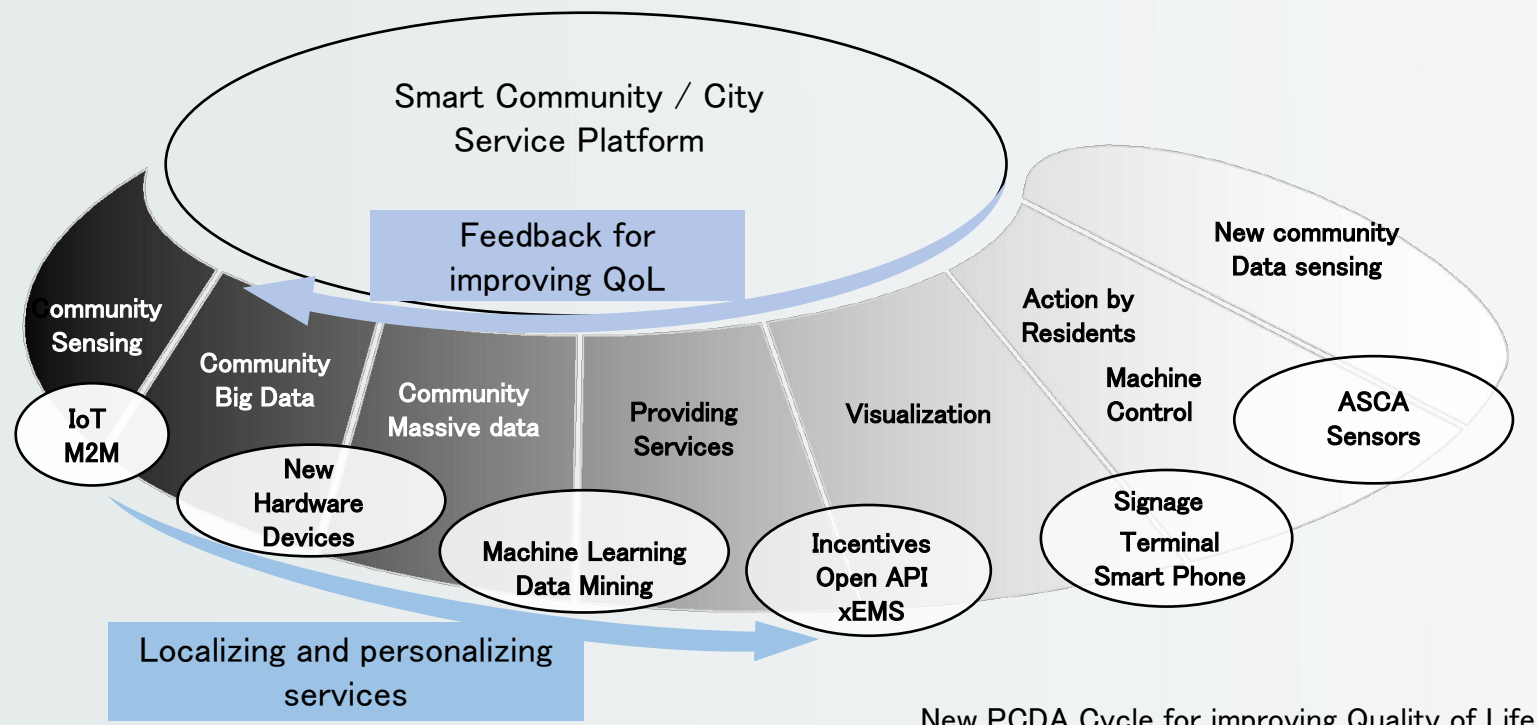 Smart Community / City
Service Platform
Feedback for
improving QoL
Community
Sensing
Community
Big Data
Community
Massive data
Providing
Services
Visualization
Action by
Residents
Machine
Control
New community
Data sensing
IoT
M2M
New
Hardware
Devices
Machine Learning
Data Mining
Incentives
Open API
xEMS
Signage
Terminal
Smart Phone
ASCA
Sensors
Localizing and personalizing
services
New PCDA Cycle for improving Quality of Life